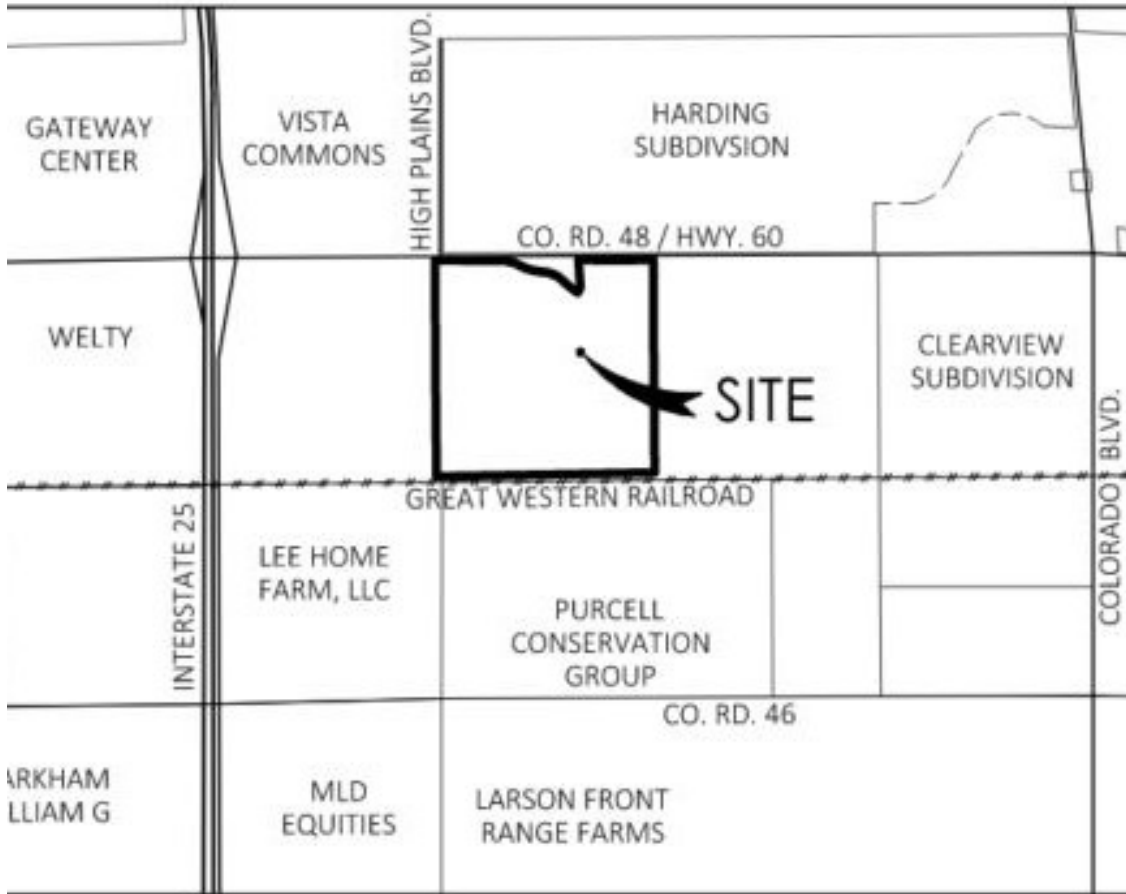 GATEWAY
CENTER
VISTA
COMMONS
HIGH PLAINS BLVD.
HARDING
SUBDIVSION
CO. RD. 48 / HWY. 60
WELTY
SITE
CLEARVIEW
SUBDIVISION
GREAT WESTERN RAILROAD
INTERSTATE 25
COLORADO BLVD.
LEE HOME
FARM, LLC
PURCELL
CONSERVATION
GROUP
CO. RD. 46
ARKHAM
LLIAM G
MLD
EQUITIES
LARSON FRONT
RANGE FARMS